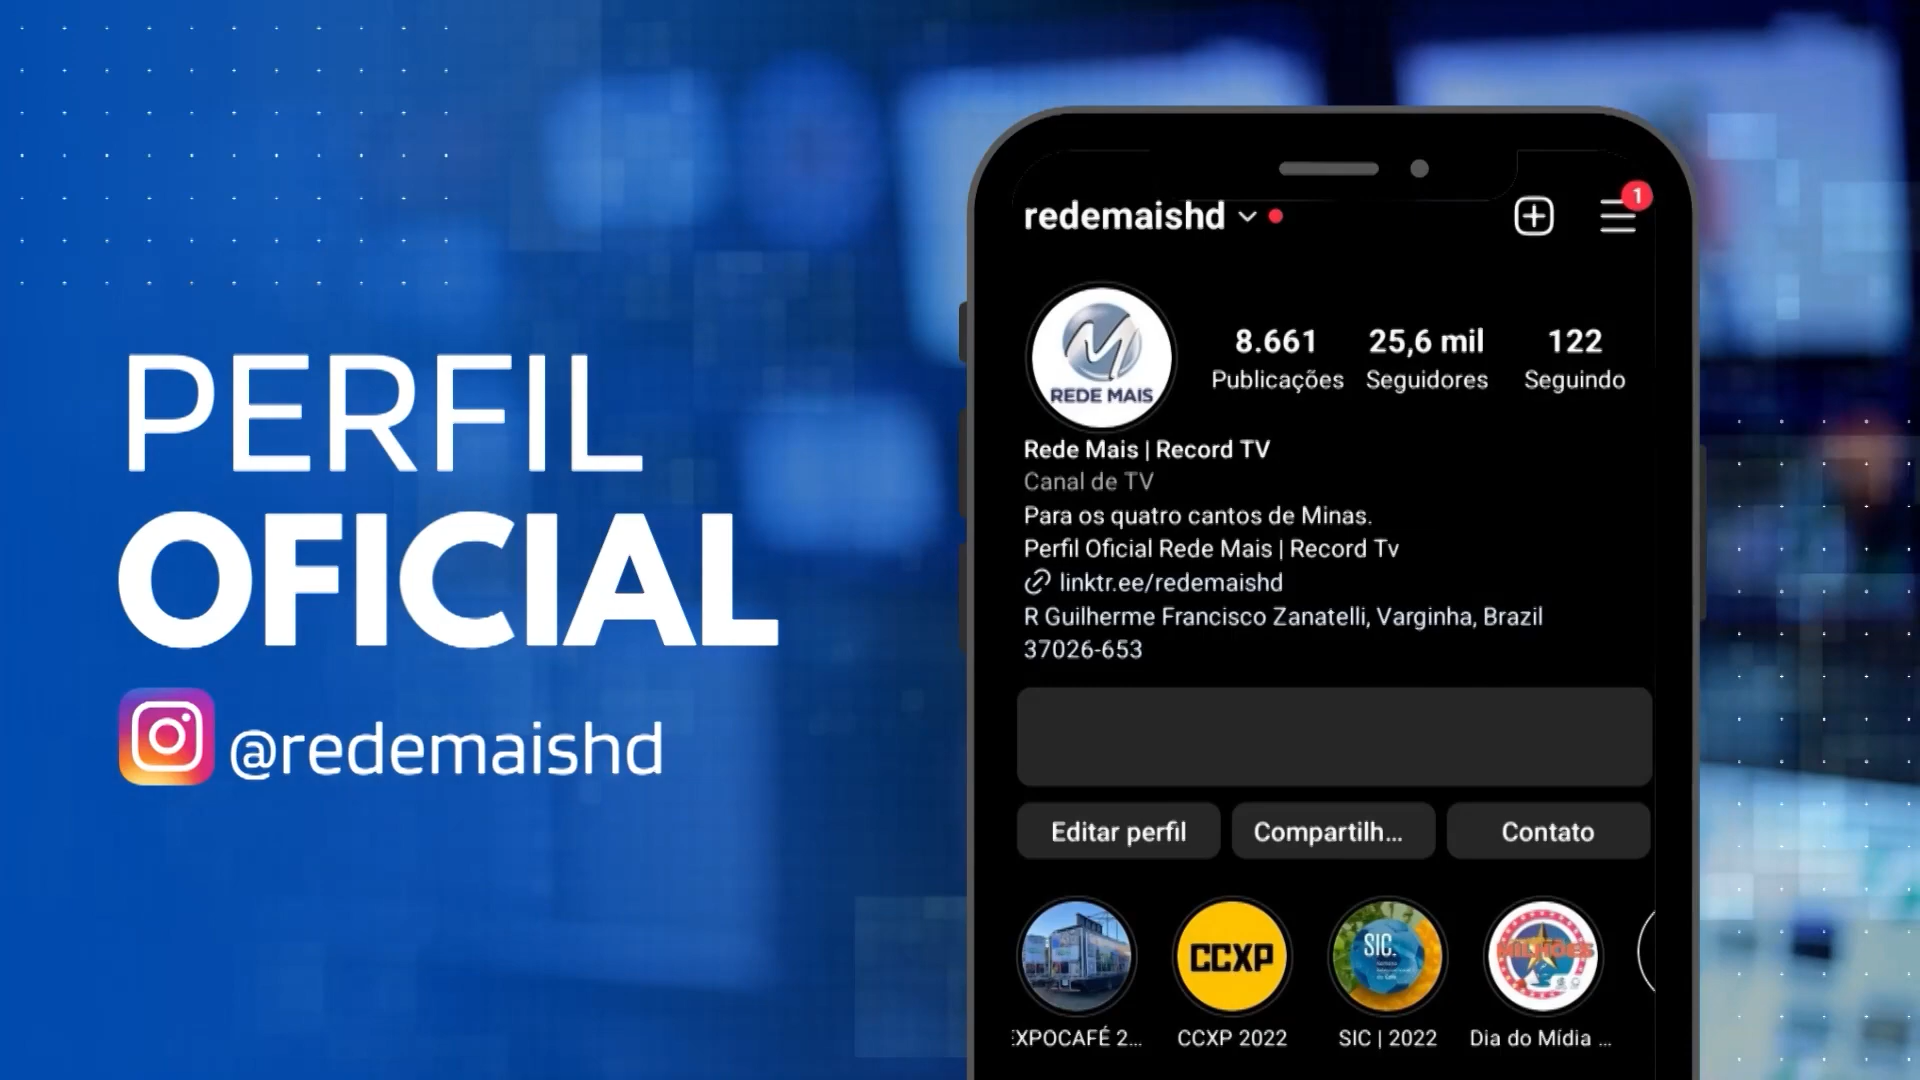 PERFIL
OFICIAL
@redemaishd
redemaishd
1
REDE MAIS
8.661 25,6 mil 122
Publicações Seguidores Seguindo
Rede Mais | Record TV
Canal de TV
Para os quatro cantos de Minas.
Perfil Oficial Rede Mais | Record Tv
linktr.ee/redemaishd
R Guilherme Francisco Zanatelli, Varginha, Brazil
37026-653
Editar perfil Compartilh... Contato
CCXP
SIC.
MILHÕES
EXPOCAFÉ 2... CCXP 2022 SIC | 2022 Dia do Mídia ...